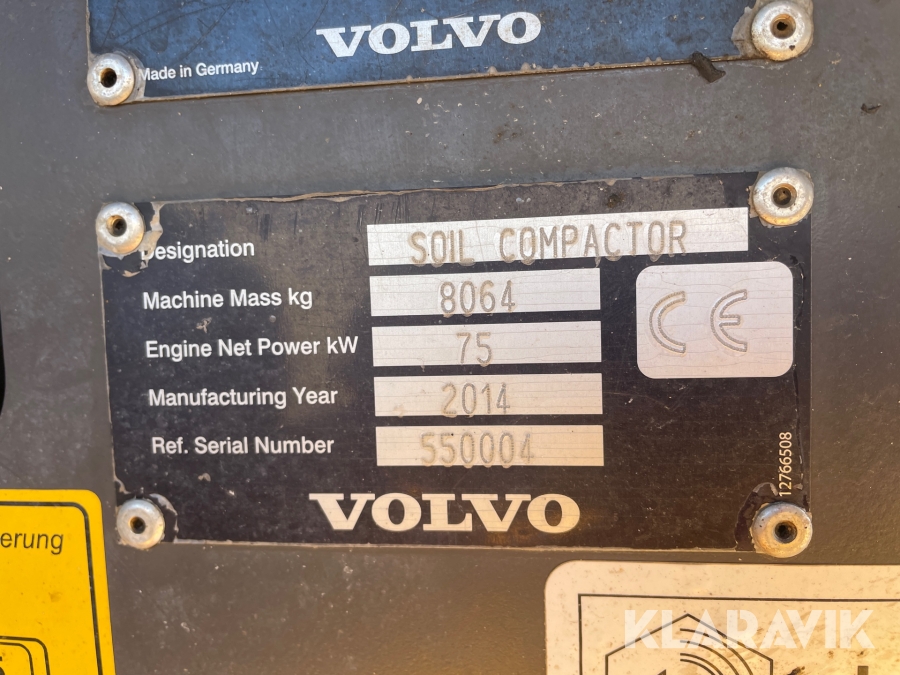 VOLVO
Made in Germany
Designation SOIL COMPACTOR
Machine Mass kg 8064
Engine Net Power kW 75
Manufacturing Year 2014
Ref. Serial Number 550004
CE
12766508
VOLVO
erung
KLARAVIK